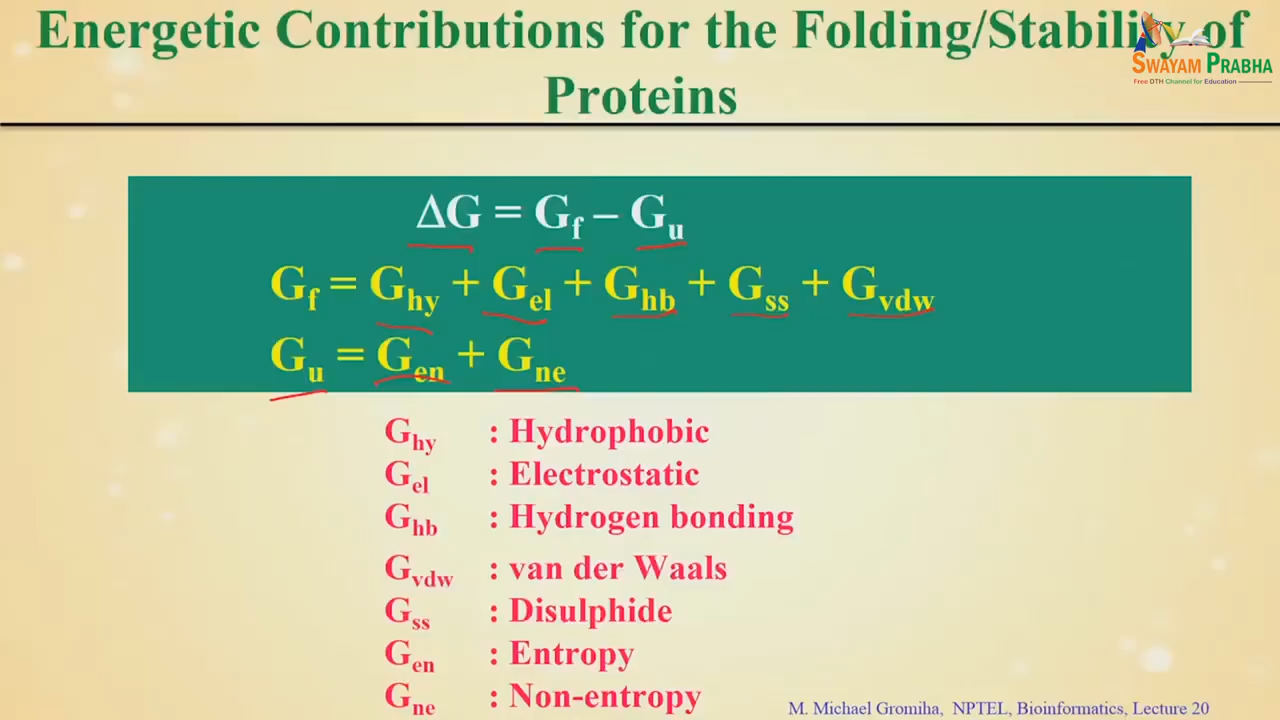 Energetic Contributions for the Folding/Stability of
Proteins
SWAYAM PRABHA
Free DTH Channel for Education
ΔG = Gf – Gu
Gf = Ghy + Gel + Ghb + Gss + Gvdw
Gu = Gen + Gne
Ghy : Hydrophobic
Gel : Electrostatic
Ghb : Hydrogen bonding
Gvdw : van der Waals
Gss : Disulphide
Gen : Entropy
Gne : Non-entropy
M. Michael Gromiha, NPTEL, Bioinformatics, Lecture 20